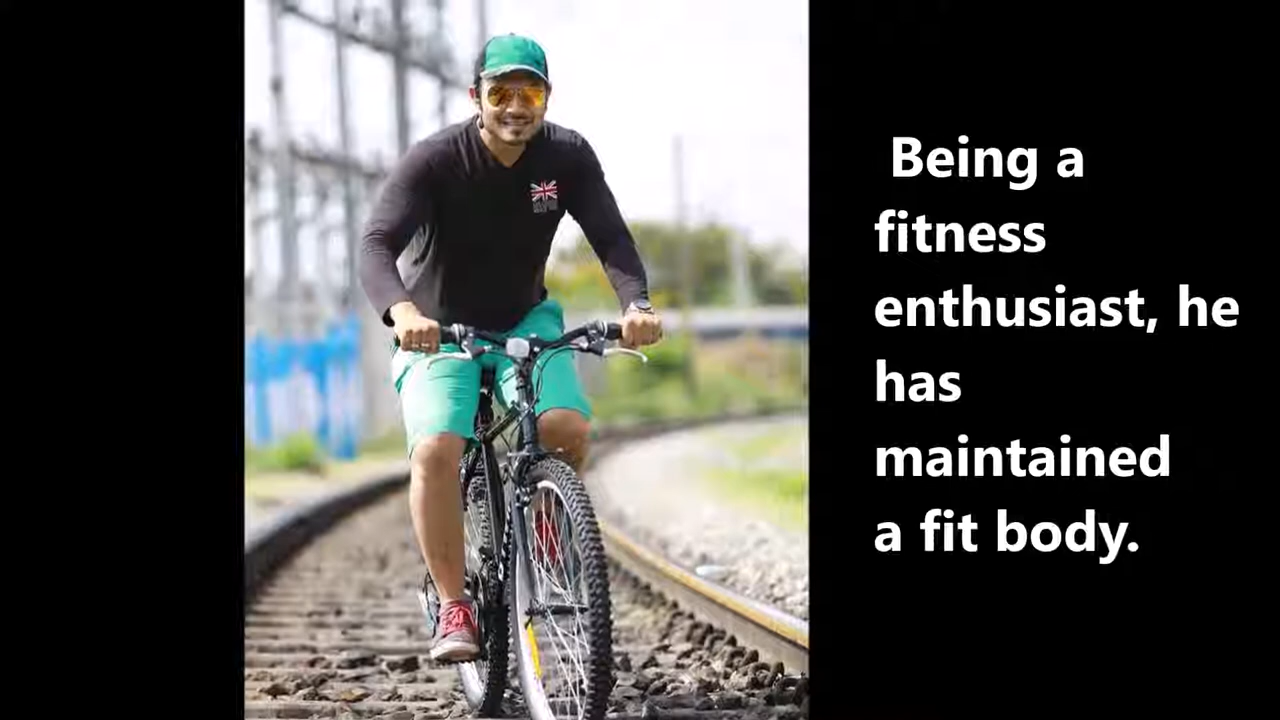 Being a
fitness
enthusiast, he
has
maintained
a fit body.